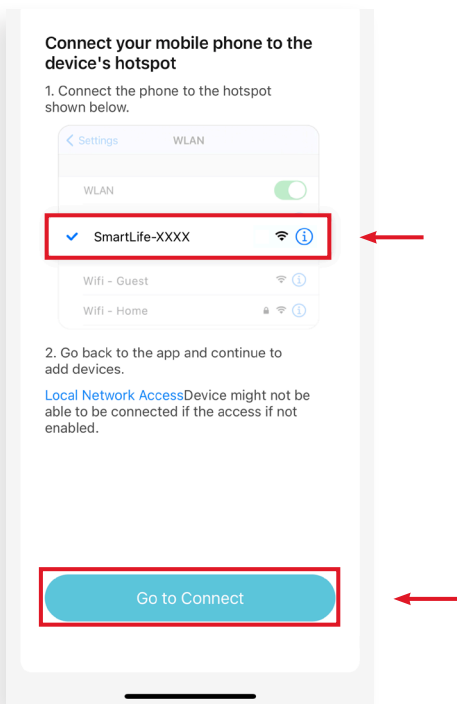 Connect your mobile phone to the
device's hotspot
1. Connect the phone to the hotspot
shown below.
Settings WLAN
WLAN
SmartLife-XXXX
Wifi - Guest
Wifi - Home
2. Go back to the app and continue to
add devices.
Local Network AccessDevice might not be
able to be connected if the access if not
enabled.
Go to Connect